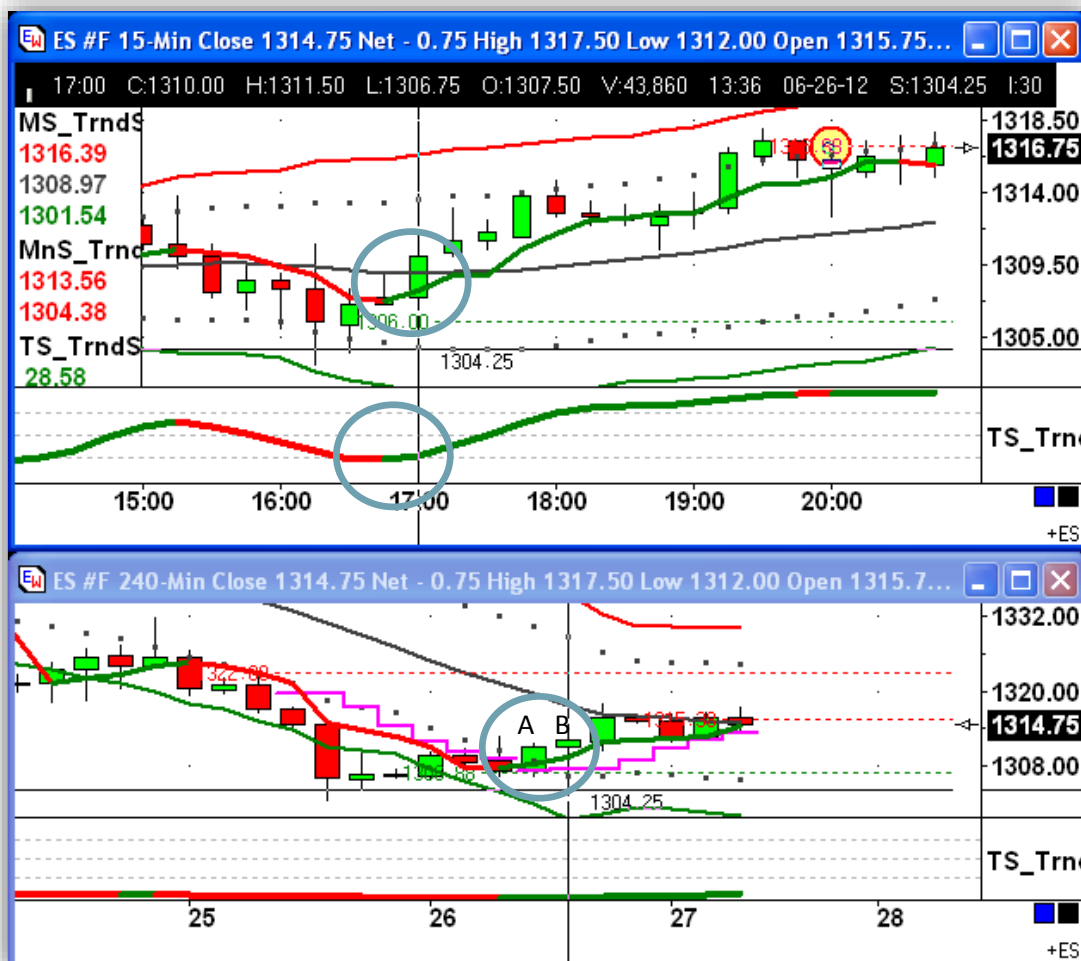 ES #F 15-Min Close 1314.75 Net - 0.75 High 1317.50 Low 1312.00 Open 1315.75...
17:00 C:1310.00 H:1311.50 L:1306.75 O:1307.50 V:43,860 13:36 06-26-12 S:1304.25 I:30
MS_TrndS
1316.39
1308.97
1301.54
MnS_Trnd
1313.56
1304.38
TS_TrndS
28.58
1306.00
1304.25
1318.50
1316.75
1314.00
1309.50
1305.00
TS_Trn
15:00 16:00 17:00 18:00 19:00 20:00
+ES
ES #F 240-Min Close 1314.75 Net - 0.75 High 1317.50 Low 1312.00 Open 1315.7...
A B
1304.25
1332.00
1320.00
1314.75
1308.00
TS_Trn
25 26 27 28
+ES